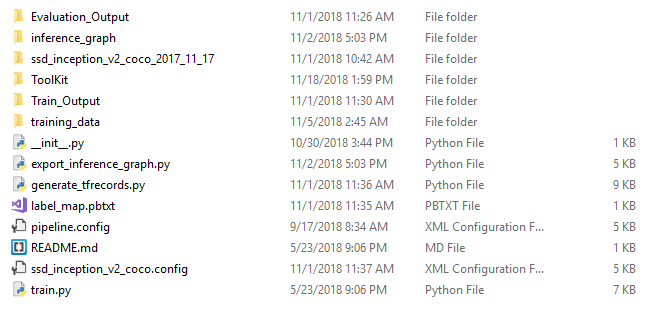 Evaluation_Output 11/1/2018 11:26 AM File folder
inference_graph 11/2/2018 5:03 PM File folder
ssd_inception_v2_coco_2017_11_17 11/1/2018 10:42 AM File folder
ToolKit 11/18/2018 1:59 PM File folder
Train_Output 11/1/2018 11:30 AM File folder
training_data 11/5/2018 2:45 AM File folder
__init__.py 10/30/2018 3:44 PM Python File 1 KB
export_inference_graph.py 11/2/2018 5:03 PM Python File 5 KB
generate_tfrecords.py 11/1/2018 11:36 AM Python File 9 KB
label_map.pbtxt 11/1/2018 11:35 AM PBTXT File 1 KB
pipeline.config 9/17/2018 8:34 AM XML Configuration F... 5 KB
README.md 5/23/2018 9:06 PM MD File 1 KB
ssd_inception_v2_coco.config 11/1/2018 11:37 AM XML Configuration F... 5 KB
train.py 5/23/2018 9:06 PM Python File 7 KB